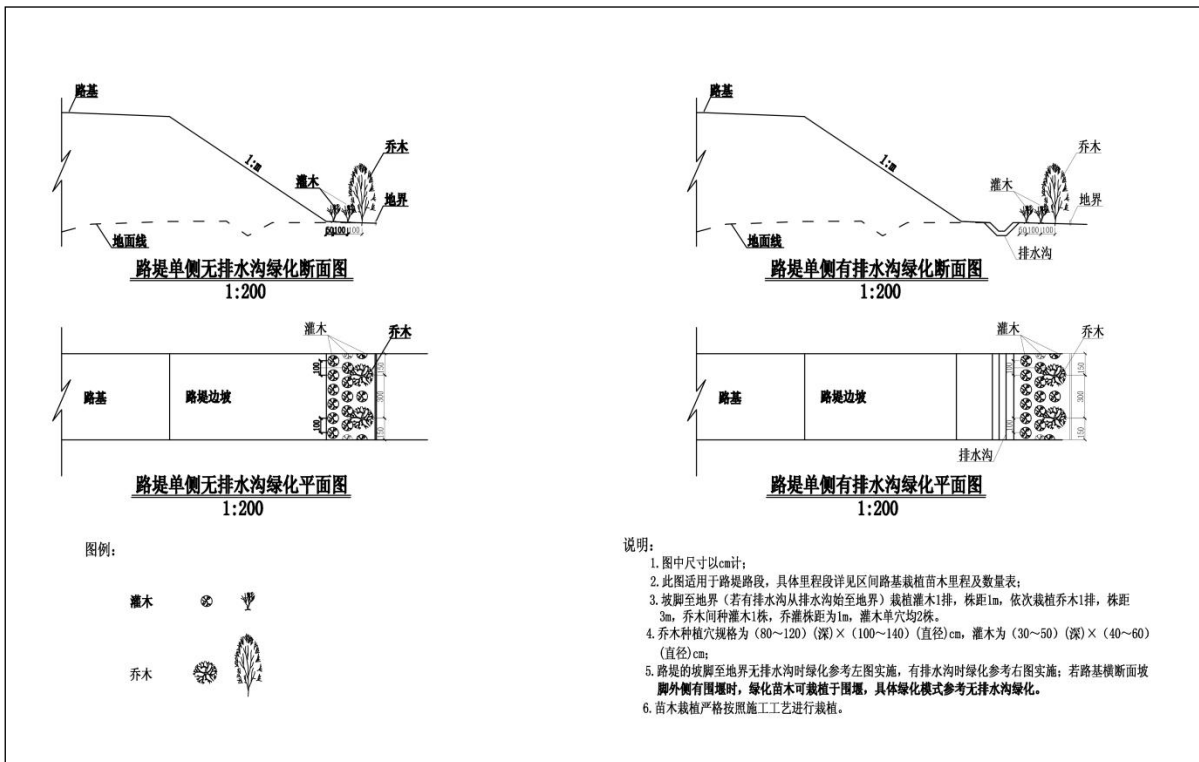 路基
1:m
乔木
灌木
地界
50 100 100
地面线
路堤单侧无排水沟绿化断面图
1:200
路基
1:m
乔木
灌木
地界
50 100 100
地面线
排水沟
路堤单侧有排水沟绿化断面图
1:200
灌木
乔木
100
150
路基
路堤边坡
300
100
150
路堤单侧无排水沟绿化平面图
1:200
灌木
乔木
100
150
路基
路堤边坡
300
100
150
排水沟
路堤单侧有排水沟绿化平面图
1:200
图例:
灌木
乔木
说明:
1.图中尺寸以cm计;
2.此图适用于路堤路段,具体里程段详见区间路基栽植苗木里程及数量表;
3.坡脚至地界(若有排水沟从排水沟始至地界)栽植灌木1排,株距1m,依次栽植乔木1排,株距
3m,乔木间种灌木1株,乔灌株距为1m,灌木单穴均2株。
4.乔木种植穴规格为(80～120)(深)×(100～140)(直径)cm,灌木为(30～50)(深)×(40～60)
(直径)cm;
5.路堤的坡脚至地界无排水沟时绿化参考左图实施,有排水沟时绿化参考右图实施;若路基横断面坡
脚外侧有围堰时,绿化苗木可栽植于围堰,具体绿化模式参考无排水沟绿化。
6.苗木栽植严格按照施工工艺进行栽植。